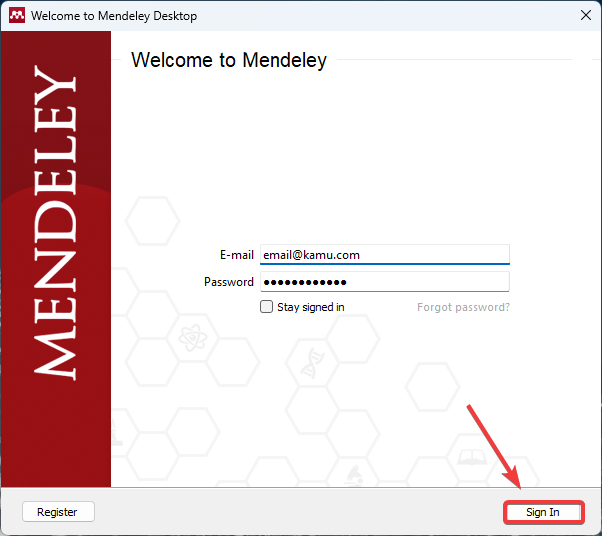 Welcome to Mendeley Desktop
Welcome to Mendeley
MENDELEY
E-mail email@kamu.com
Password ●●●●●●●●●●●●
Stay signed in Forgot password?
Register Sign In